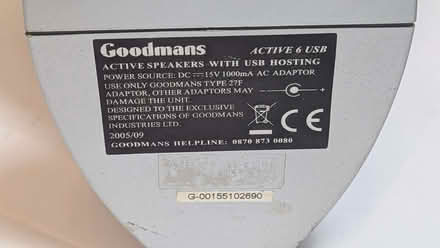 Goodmans ACTIVE 6 USB
ACTIVE SPEAKERS WITH USB HOSTING
POWER SOURCE: DC ⎓ 15V 1000mA AC ADAPTOR
USE ONLY GOODMANS TYPE 27F
ADAPTOR, OTHER ADAPTORS MAY
DAMAGE THE UNIT.
DESIGNED TO THE EXCLUSIVE
SPECIFICATIONS OF GOODMANS
INDUSTRIES LTD.
2005/09
GOODMANS HELPLINE: 0870 873 0080
G-00155102690